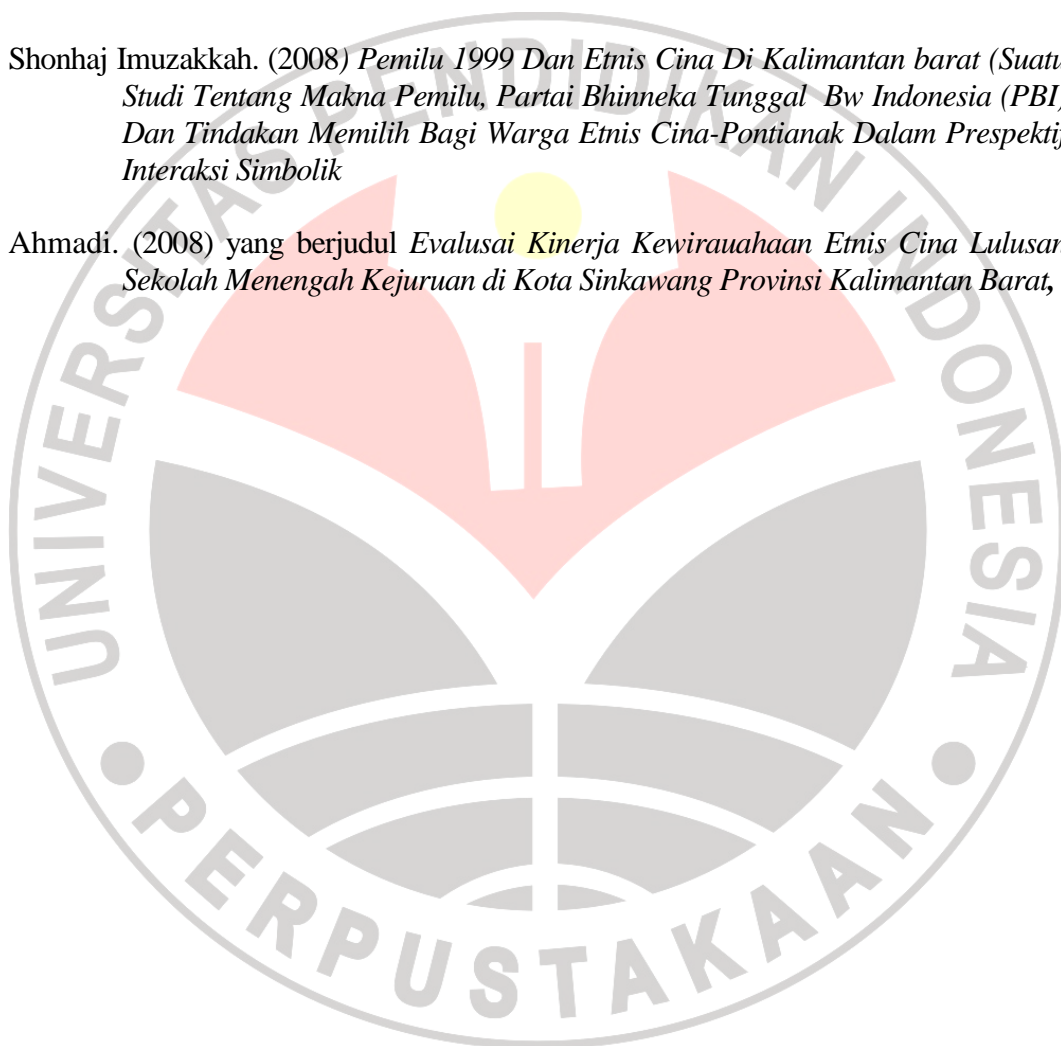 Shonhaj Imuzakkah. (2008) Pemilu 1999 Dan Etnis Cina Di Kalimantan barat (Suatu
Studi Tentang Makna Pemilu, Partai Bhinneka Tunggal Bw Indonesia (PBI)
Dan Tindakan Memilih Bagi Warga Etnis Cina-Pontianak Dalam Prespektif
Interaksi Simbolik
Ahmadi. (2008) yang berjudul Evalusai Kinerja Kewirauahaan Etnis Cina Lulusan
Sekolah Menengah Kejuruan di Kota Sinkawang Provinsi Kalimantan Barat,
UNIVERSITAS PENDIDIKAN INDONESIA
PERPUSTAKAAN